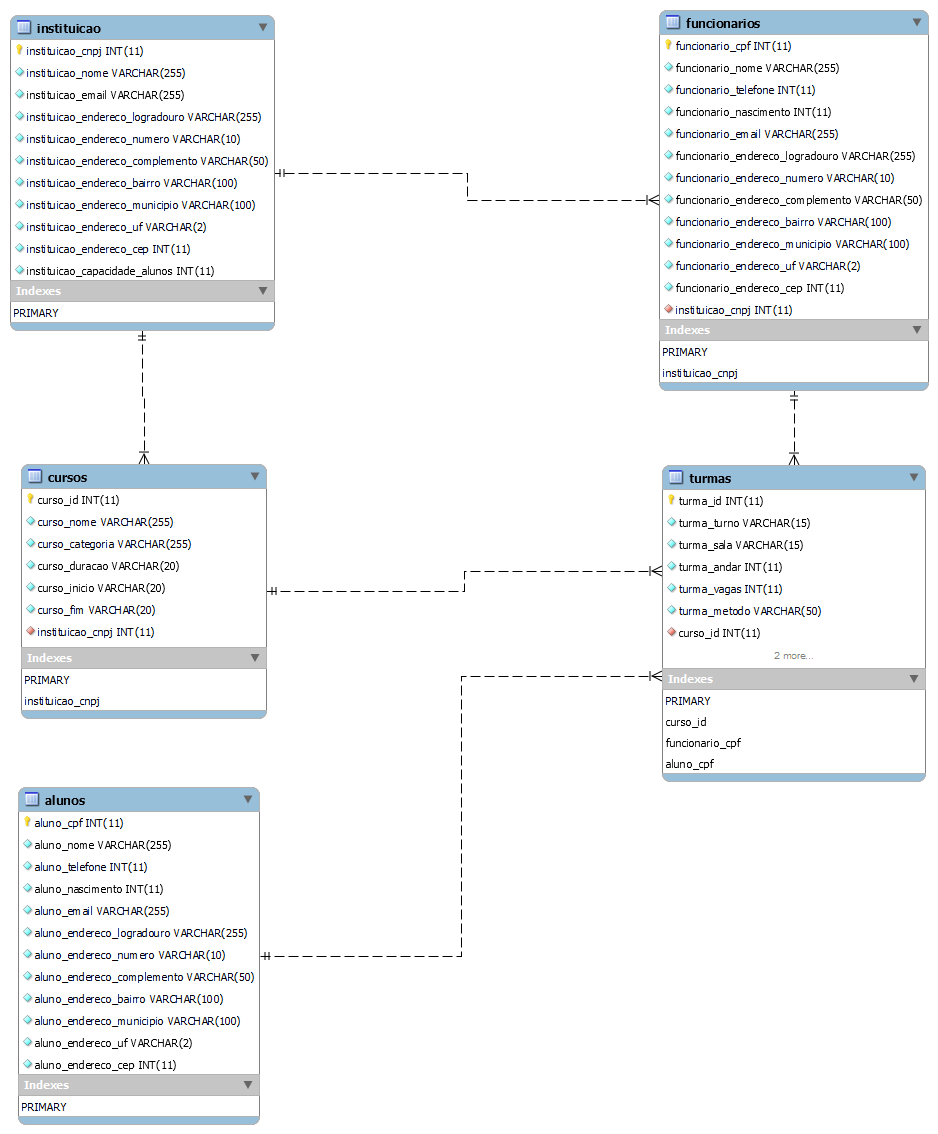 instituicao
instituicao_cnpj INT(11)
instituicao_nome VARCHAR(255)
instituicao_email VARCHAR(255)
instituicao_endereco_logradouro VARCHAR(255)
instituicao_endereco_numero VARCHAR(10)
instituicao_endereco_complemento VARCHAR(50)
instituicao_endereco_bairro VARCHAR(100)
instituicao_endereco_municipio VARCHAR(100)
instituicao_endereco_uf VARCHAR(2)
instituicao_endereco_cep INT(11)
instituicao_capacidade_alunos INT(11)
Indexes
PRIMARY
funcionarios
funcionario_cpf INT(11)
funcionario_nome VARCHAR(255)
funcionario_telefone INT(11)
funcionario_nascimento INT(11)
funcionario_email VARCHAR(255)
funcionario_endereco_logradouro VARCHAR(255)
funcionario_endereco_numero VARCHAR(10)
funcionario_endereco_complemento VARCHAR(50)
funcionario_endereco_bairro VARCHAR(100)
funcionario_endereco_municipio VARCHAR(100)
funcionario_endereco_uf VARCHAR(2)
funcionario_endereco_cep INT(11)
instituicao_cnpj INT(11)
Indexes
PRIMARY
instituicao_cnpj
cursos
curso_id INT(11)
curso_nome VARCHAR(255)
curso_categoria VARCHAR(255)
curso_duracao VARCHAR(20)
curso_inicio VARCHAR(20)
curso_fim VARCHAR(20)
instituicao_cnpj INT(11)
Indexes
PRIMARY
instituicao_cnpj
turmas
turma_id INT(11)
turma_turno VARCHAR(15)
turma_sala VARCHAR(15)
turma_andar INT(11)
turma_vagas INT(11)
turma_metodo VARCHAR(50)
curso_id INT(11)
2 more...
Indexes
PRIMARY
curso_id
funcionario_cpf
aluno_cpf
alunos
aluno_cpf INT(11)
aluno_nome VARCHAR(255)
aluno_telefone INT(11)
aluno_nascimento INT(11)
aluno_email VARCHAR(255)
aluno_endereco_logradouro VARCHAR(255)
aluno_endereco_numero VARCHAR(10)
aluno_endereco_complemento VARCHAR(50)
aluno_endereco_bairro VARCHAR(100)
aluno_endereco_municipio VARCHAR(100)
aluno_endereco_uf VARCHAR(2)
aluno_endereco_cep INT(11)
Indexes
PRIMARY